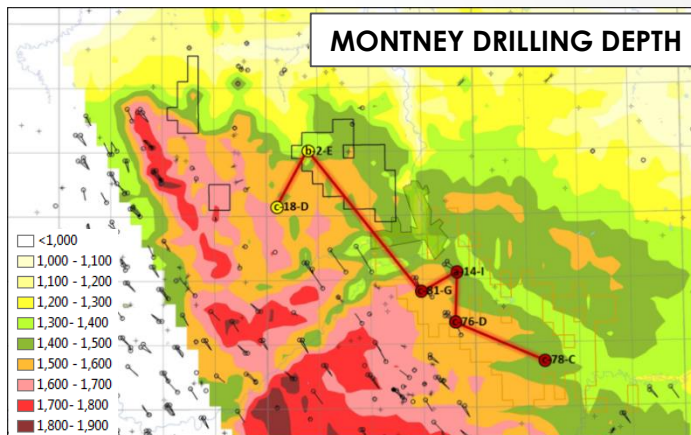 MONTNEY DRILLING DEPTH
b-2-E
c-18-D
14-I
81-G
76-D
78-C
<1,000
1,000 - 1,100
1,100 - 1,200
1,200 - 1,300
1,300- 1,400
1,400 - 1,500
1,500 - 1,600
1,600 - 1,700
1,700- 1,800
1,800 - 1,900